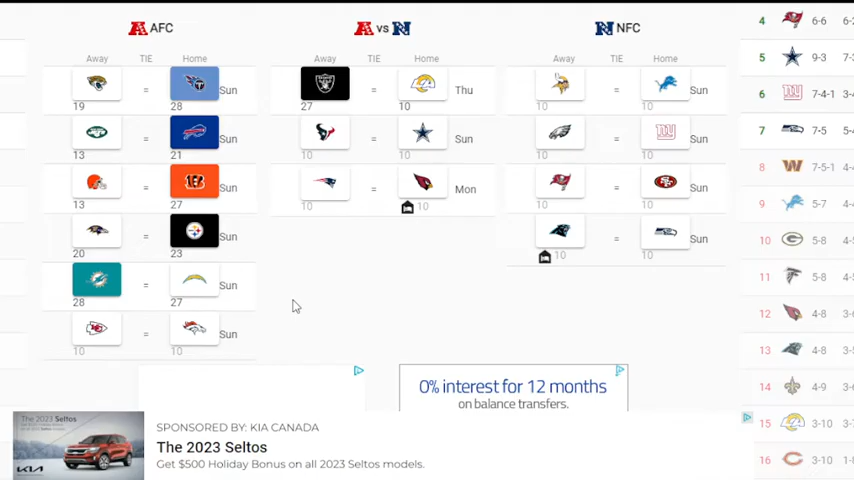 AFC
Away TIE Home
19 = 28 Sun
13 = 21 Sun
13 = 27 Sun
20 = 23 Sun
28 = 27 Sun
10 = 10 Sun
vs
Away TIE Home
27 = 10 Thu
10 = 10 Sun
10 = 10 Mon
NFC
Away TIE Home
10 = 10 Sun
10 = 10 Sun
10 = 10 Sun
10 = 10 Sun
4 6-6
5 9-3
6 7-4-1
7 7-5
8 7-5-1
9 5-7
10 5-8
11 5-8
12 4-8
13 4-8
14 4-9
15 3-10
16 3-10
0% interest for 12 months
on balance transfers.
The 2023 Seltos
KIA
SPONSORED BY: KIA CANADA
The 2023 Seltos
Get $500 Holiday Bonus on all 2023 Seltos models.